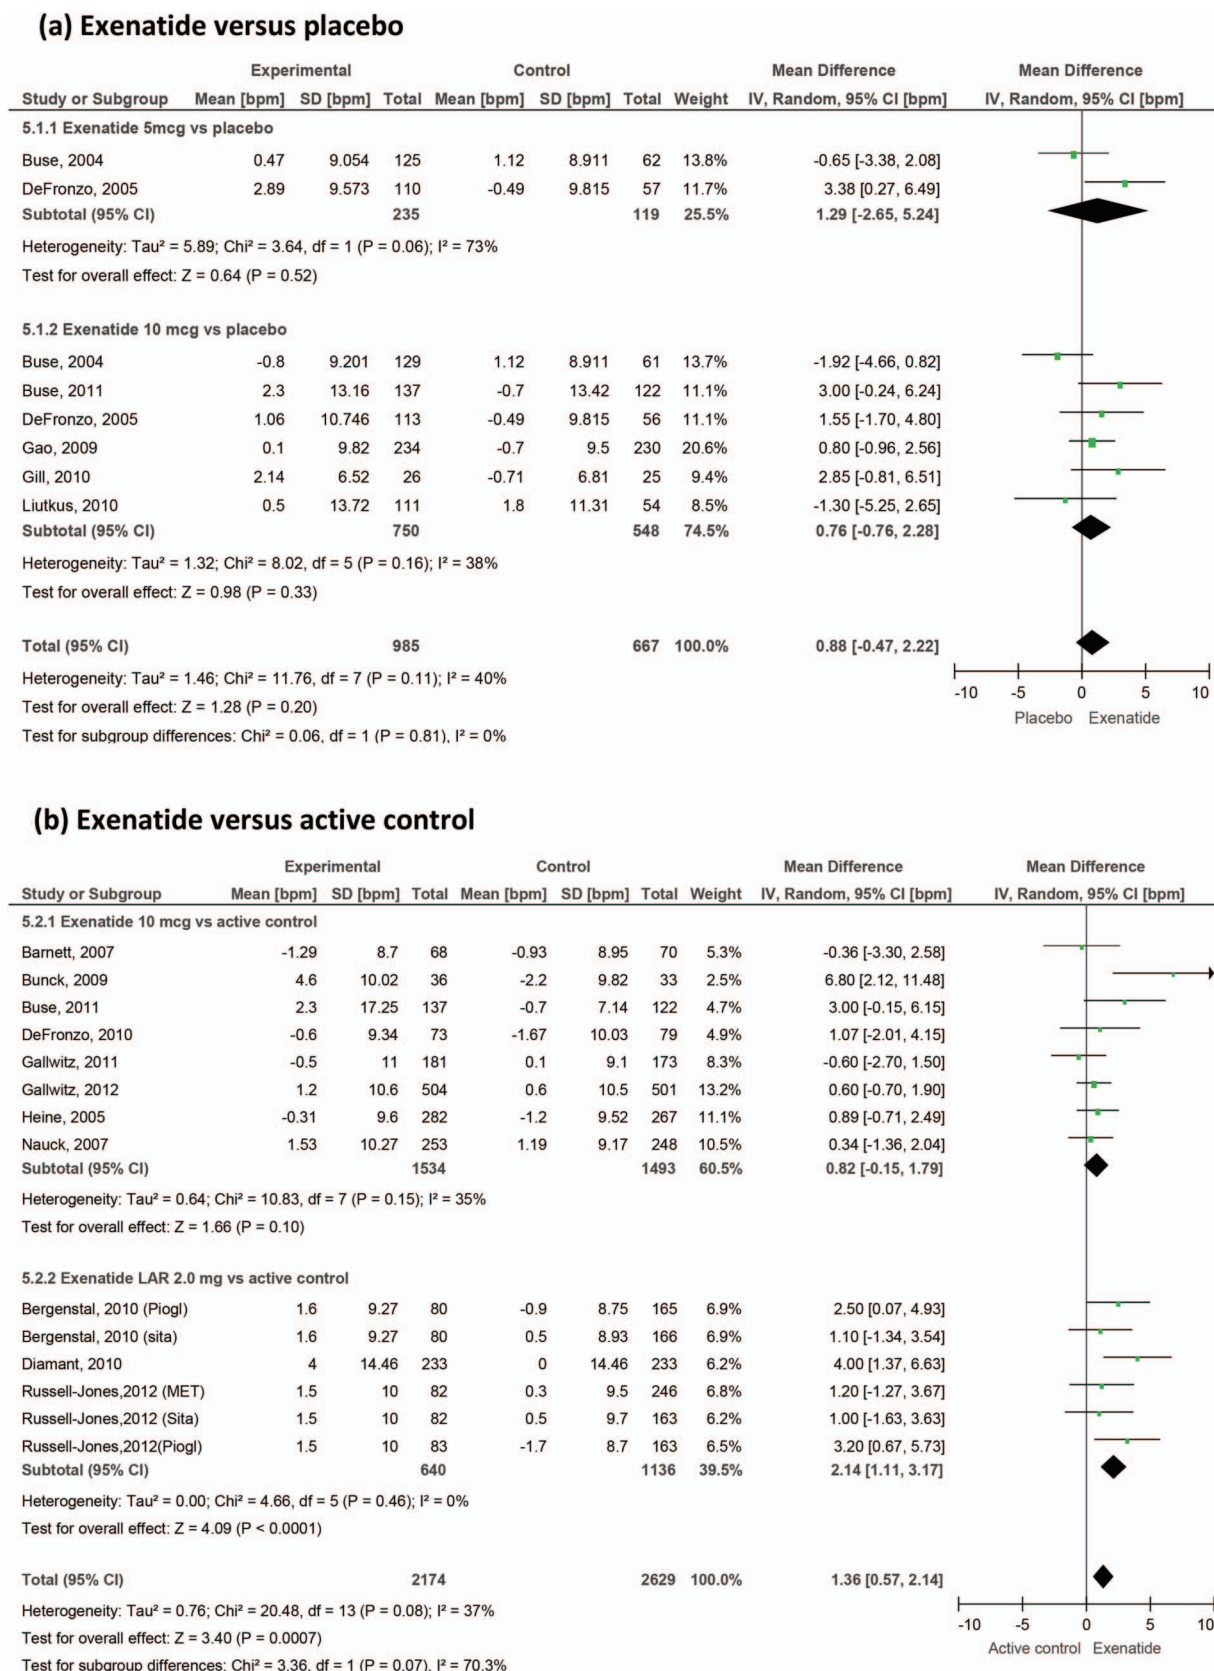 (a) Exenatide versus placebo
Experimental Control Mean Difference Mean Difference
Study or Subgroup Mean [bpm] SD [bpm] Total Mean [bpm] SD [bpm] Total Weight IV, Random, 95% CI [bpm] IV, Random, 95% CI [bpm]
5.1.1 Exenatide 5mcg vs placebo
Buse, 2004 0.47 9.054 125 1.12 8.911 62 13.8% -0.65 [-3.38, 2.08]
DeFronzo, 2005 2.89 9.573 110 -0.49 9.815 57 11.7% 3.38 [0.27, 6.49]
Subtotal (95% CI) 235 119 25.5% 1.29 [-2.65, 5.24]
Heterogeneity: Tau² = 5.89; Chi² = 3.64, df = 1 (P = 0.06); I² = 73%
Test for overall effect: Z = 0.64 (P = 0.52)
5.1.2 Exenatide 10 mcg vs placebo
Buse, 2004 -0.8 9.201 129 1.12 8.911 61 13.7% -1.92 [-4.66, 0.82]
Buse, 2011 2.3 13.16 137 -0.7 13.42 122 11.1% 3.00 [-0.24, 6.24]
DeFronzo, 2005 1.06 10.746 113 -0.49 9.815 56 11.1% 1.55 [-1.70, 4.80]
Gao, 2009 0.1 9.82 234 -0.7 9.5 230 20.6% 0.80 [-0.96, 2.56]
Gill, 2010 2.14 6.52 26 -0.71 6.81 25 9.4% 2.85 [-0.81, 6.51]
Liutkus, 2010 0.5 13.72 111 1.8 11.31 54 8.5% -1.30 [-5.25, 2.65]
Subtotal (95% CI) 750 548 74.5% 0.76 [-0.76, 2.28]
Heterogeneity: Tau² = 1.32; Chi² = 8.02, df = 5 (P = 0.16); I² = 38%
Test for overall effect: Z = 0.98 (P = 0.33)
Total (95% CI) 985 667 100.0% 0.88 [-0.47, 2.22]
Heterogeneity: Tau² = 1.46; Chi² = 11.76, df = 7 (P = 0.11); I² = 40%
Test for overall effect: Z = 1.28 (P = 0.20)
Test for subgroup differences: Chi² = 0.06, df = 1 (P = 0.81), I² = 0%
-10 -5 0 5 10
Placebo Exenatide
(b) Exenatide versus active control
Experimental Control Mean Difference Mean Difference
Study or Subgroup Mean [bpm] SD [bpm] Total Mean [bpm] SD [bpm] Total Weight IV, Random, 95% CI [bpm] IV, Random, 95% CI [bpm]
5.2.1 Exenatide 10 mcg vs active control
Barnett, 2007 -1.29 8.7 68 -0.93 8.95 70 5.3% -0.36 [-3.30, 2.58]
Bunck, 2009 4.6 10.02 36 -2.2 9.82 33 2.5% 6.80 [2.12, 11.48]
Buse, 2011 2.3 17.25 137 -0.7 7.14 122 4.7% 3.00 [-0.15, 6.15]
DeFronzo, 2010 -0.6 9.34 73 -1.67 10.03 79 4.9% 1.07 [-2.01, 4.15]
Gallwitz, 2011 -0.5 11 181 0.1 9.1 173 8.3% -0.60 [-2.70, 1.50]
Gallwitz, 2012 1.2 10.6 504 0.6 10.5 501 13.2% 0.60 [-0.70, 1.90]
Heine, 2005 -0.31 9.6 282 -1.2 9.52 267 11.1% 0.89 [-0.71, 2.49]
Nauck, 2007 1.53 10.27 253 1.19 9.17 248 10.5% 0.34 [-1.36, 2.04]
Subtotal (95% CI) 1534 1493 60.5% 0.82 [-0.15, 1.79]
Heterogeneity: Tau² = 0.64; Chi² = 10.83, df = 7 (P = 0.15); I² = 35%
Test for overall effect: Z = 1.66 (P = 0.10)
5.2.2 Exenatide LAR 2.0 mg vs active control
Bergenstal, 2010 (Piogl) 1.6 9.27 80 -0.9 8.75 165 6.9% 2.50 [0.07, 4.93]
Bergenstal, 2010 (sita) 1.6 9.27 80 0.5 8.93 166 6.9% 1.10 [-1.34, 3.54]
Diamant, 2010 4 14.46 233 0 14.46 233 6.2% 4.00 [1.37, 6.63]
Russell-Jones,2012 (MET) 1.5 10 82 0.3 9.5 246 6.8% 1.20 [-1.27, 3.67]
Russell-Jones,2012 (Sita) 1.5 10 82 0.5 9.7 163 6.2% 1.00 [-1.63, 3.63]
Russell-Jones,2012(Piogl) 1.5 10 83 -1.7 8.7 163 6.5% 3.20 [0.67, 5.73]
Subtotal (95% CI) 640 1136 39.5% 2.14 [1.11, 3.17]
Heterogeneity: Tau² = 0.00; Chi² = 4.66, df = 5 (P = 0.46); I² = 0%
Test for overall effect: Z = 4.09 (P < 0.0001)
Total (95% CI) 2174 2629 100.0% 1.36 [0.57, 2.14]
Heterogeneity: Tau² = 0.76; Chi² = 20.48, df = 13 (P = 0.08); I² = 37%
Test for overall effect: Z = 3.40 (P = 0.0007)
Test for subgroup differences: Chi² = 3.36, df = 1 (P = 0.07), I² = 70.3%
-10 -5 0 5 10
Active control Exenatide